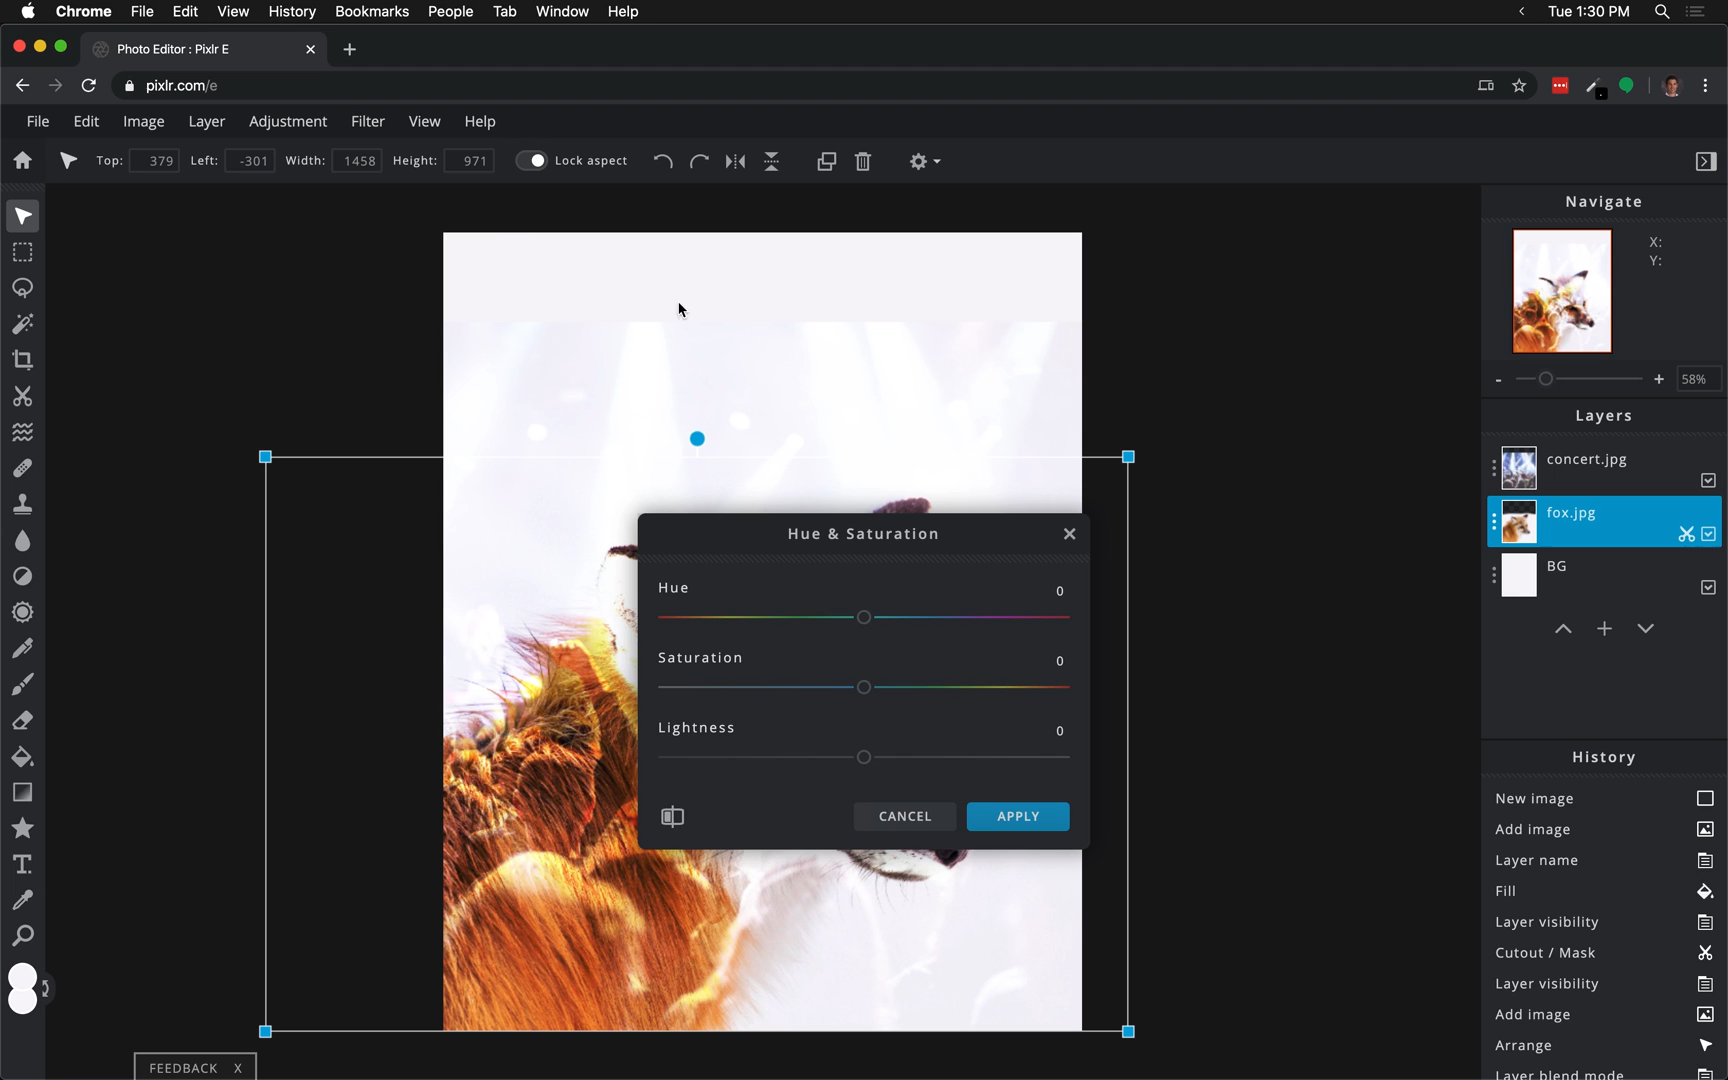 Chrome File Edit View History Bookmarks People Tab Window Help Tue 1:30 PM
Photo Editor : Pixlr E
pixlr.com/e
File Edit Image Layer Adjustment Filter View Help
Top: 379 Left: -301 Width: 1458 Height: 971 Lock aspect
Navigate
X:
Y:
- + 58%
Layers
concert.jpg
fox.jpg
BG
Hue & Saturation
Hue 0
Saturation 0
Lightness 0
CANCEL APPLY
History
New image
Add image
Layer name
Fill
Layer visibility
Cutout / Mask
Layer visibility
Add image
Arrange
Layer blend mode
FEEDBACK X